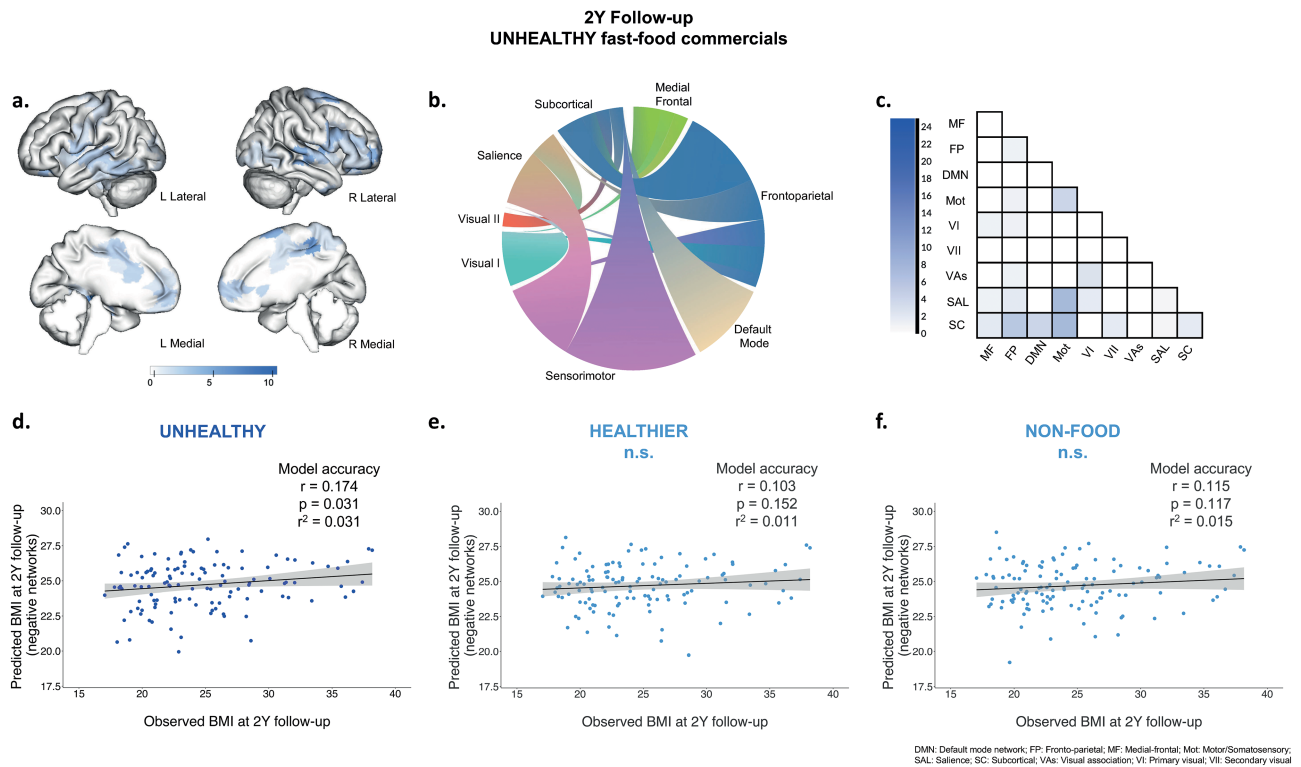 2Y Follow-up
UNHEALTHY fast-food commercials
a.
L Lateral
R Lateral
L Medial
R Medial
0 5 10
b.
Medial
Frontal
Subcortical
Salience
Frontoparietal
Visual II
Visual I
Default
Mode
Sensorimotor
c.
24
22
20
18
16
14
12
10
8
6
4
2
0
MF
FP
DMN
Mot
VI
VII
VAs
SAL
SC
MF FP DMN Mot VI VII VAs SAL SC
d.
UNHEALTHY
Model accuracy
r = 0.174
p = 0.031
r² = 0.031
Predicted BMI at 2Y follow-up
(negative networks)
30.0
27.5
25.0
22.5
20.0
17.5
15 20 25 30 35 40
Observed BMI at 2Y follow-up
e.
HEALTHIER
n.s.
Model accuracy
r = 0.103
p = 0.152
r² = 0.011
Predicted BMI at 2Y follow-up
(negative networks)
30.0
27.5
25.0
22.5
20.0
17.5
15 20 25 30 35 40
Observed BMI at 2Y follow-up
f.
NON-FOOD
n.s.
Model accuracy
r = 0.115
p = 0.117
r² = 0.015
Predicted BMI at 2Y follow-up
(negative networks)
30.0
27.5
25.0
22.5
20.0
17.5
15 20 25 30 35 40
Observed BMI at 2Y follow-up
DMN: Default mode network; FP: Fronto-parietal; MF: Medial-frontal; Mot: Motor/Somatosensory;
SAL: Salience; SC: Subcortical; VAs: Visual association; VI: Primary visual; VII: Secondary visual